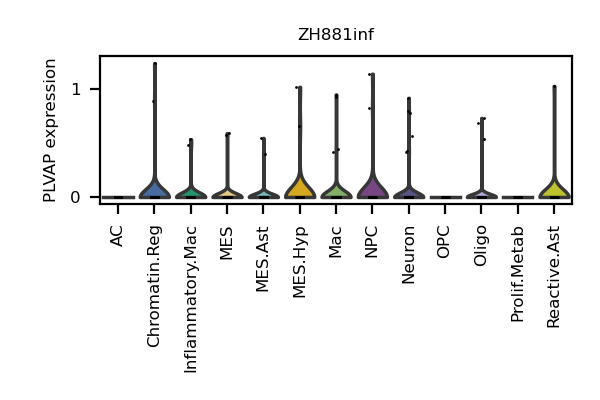 ZH881inf
PLVAP expression
1
0
AC
Chromatin.Reg
Inflammatory.Mac
MES
MES.Ast
MES.Hyp
Mac
NPC
Neuron
OPC
Oligo
Prolif.Metab
Reactive.Ast